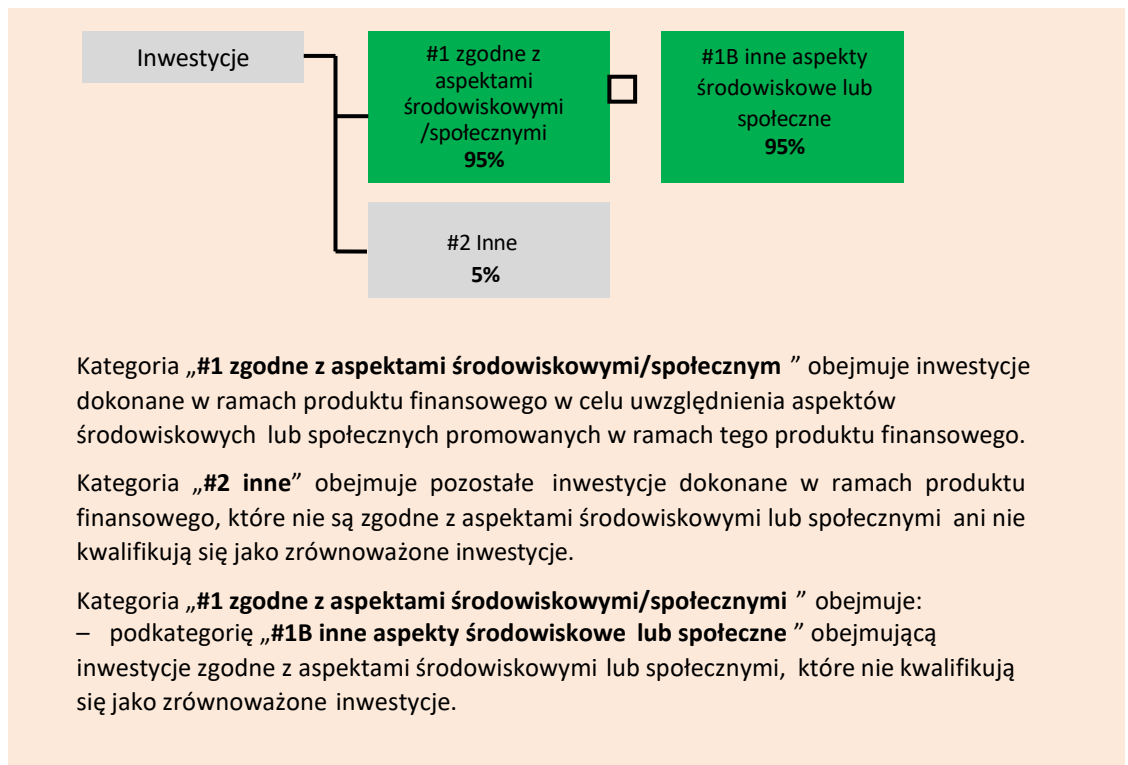 Inwestycje
#1 zgodne z
aspektami
środowiskowymi
/społecznymi
95%
#1B inne aspekty
środowiskowe lub
społeczne
95%
#2 Inne
5%
Kategoria „#1 zgodne z aspektami środowiskowymi/społecznym ” obejmuje inwestycje
dokonane w ramach produktu finansowego w celu uwzględnienia aspektów
środowiskowych lub społecznych promowanych w ramach tego produktu finansowego.
Kategoria „#2 inne” obejmuje pozostałe inwestycje dokonane w ramach produktu
finansowego, które nie są zgodne z aspektami środowiskowymi lub społecznymi ani nie
kwalifikują się jako zrównoważone inwestycje.
Kategoria „#1 zgodne z aspektami środowiskowymi/społecznymi ” obejmuje:
– podkategorię „#1B inne aspekty środowiskowe lub społeczne ” obejmującą
inwestycje zgodne z aspektami środowiskowymi lub społecznymi, które nie kwalifikują
się jako zrównoważone inwestycje.